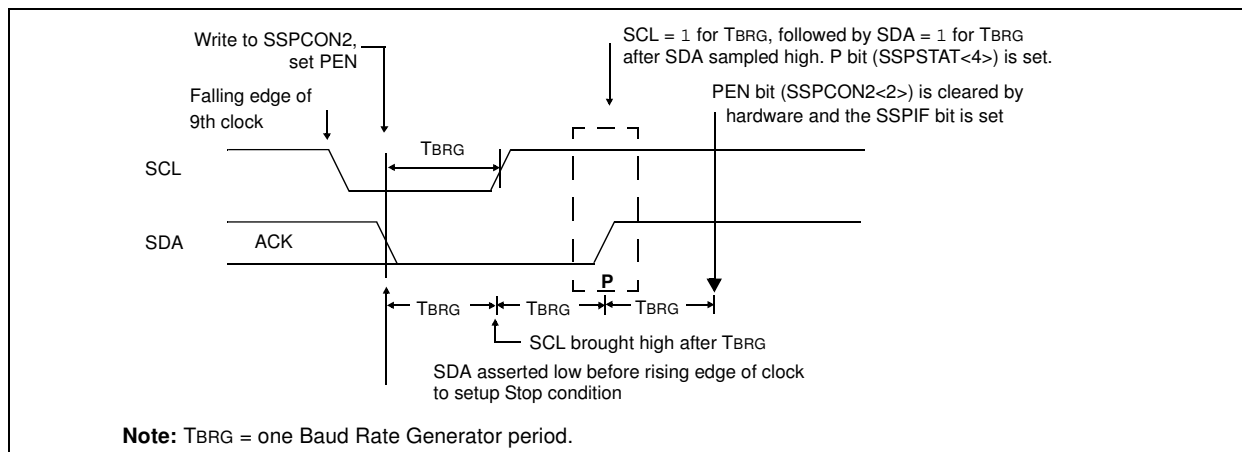 Write to SSPCON2,
set PEN
SCL = 1 for TBRG, followed by SDA = 1 for TBRG
after SDA sampled high. P bit (SSPSTAT<4>) is set.
PEN bit (SSPCON2<2>) is cleared by
hardware and the SSPIF bit is set
Falling edge of
9th clock
TBRG
SCL
SDA
ACK
P
TBRG
TBRG
TBRG
SCL brought high after TBRG
SDA asserted low before rising edge of clock
to setup Stop condition
Note: TBRG = one Baud Rate Generator period.